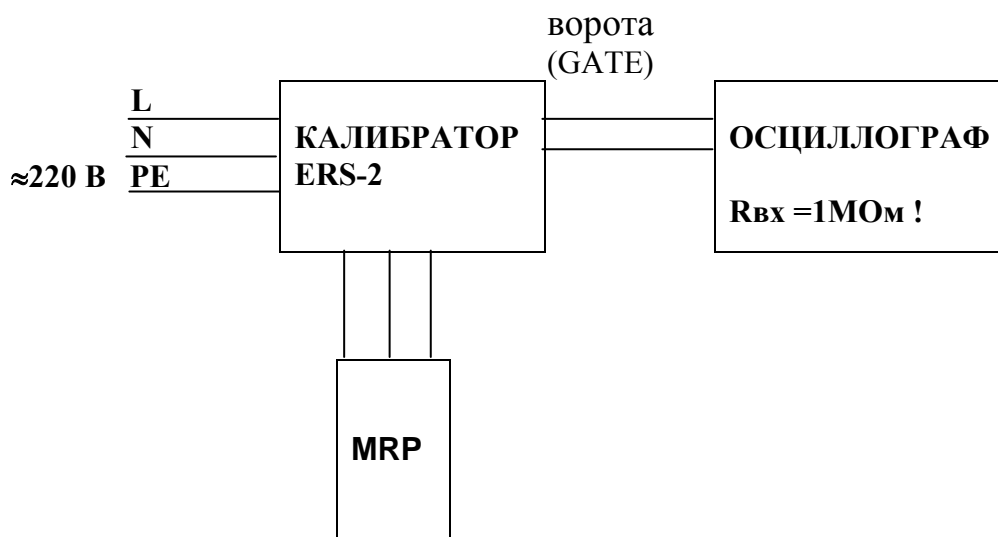 ворота
(GATE)
L
N
≈220 В PE
КАЛИБРАТОР
ERS-2
ОСЦИЛЛОГРАФ
Rвх =1МОм !
MRP